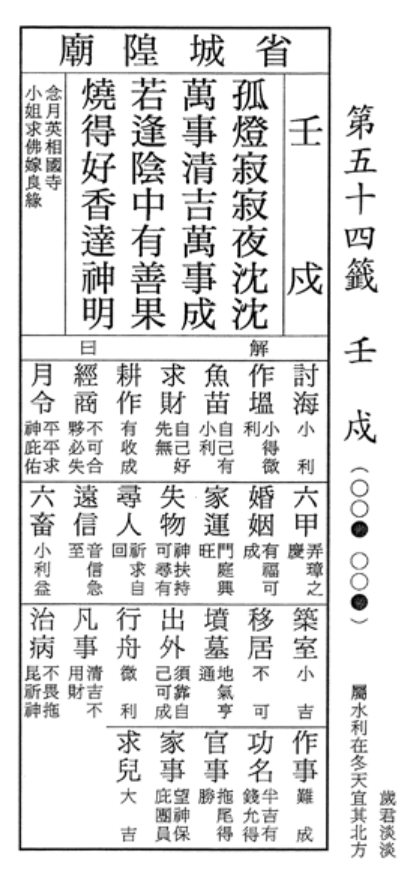 歲君淡淡
屬水利在冬天宜其北方
第五十四籤 壬戌(○○● ○○●)
省城隍廟
壬戌
孤燈寂寂夜沈沈
萬事清吉萬事成
若逢陰中有善果
燒得好香達神明
念月英相國寺
小姐求佛嫁良緣
解曰
討海 小利
作塭 小得微利
魚苗 自己有小利
求財 自己好先無
耕作 有收成
經商 不可合夥必失
月令 平平求神庇佑
六甲 弄璋之慶
婚姻 有福可成
家運 門庭興旺
失物 神扶持可尋有
尋人 祈求自回
遠信 音信急至
六畜 小利益
築室 小吉
移居 不可
墳墓 地氣亨通
出外 須靠自己可成
行舟 微利
凡事 清吉不用財
治病 不畏拖昆祈神
作事 難成
功名 半吉有錢允得
官事 拖尾得勝
家事 望神保庇團員
求兒 大吉